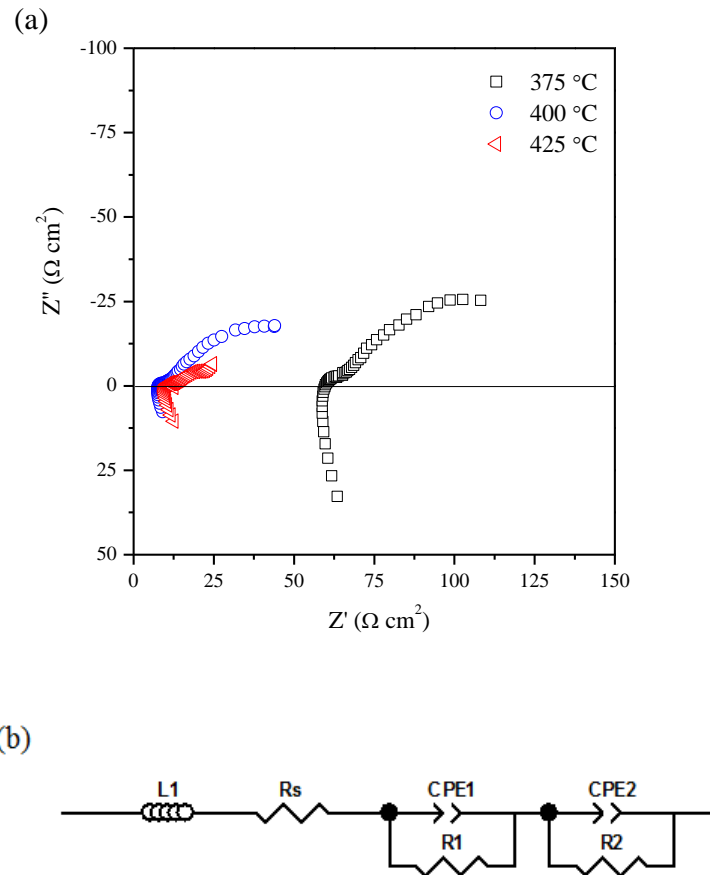 (a)
-100
-75
-50
-25
0
25
50
Z" (Ω cm²)
375 °C
400 °C
425 °C
0 25 50 75 100 125 150
Z' (Ω cm²)
(b)
L1 Rs CPE1 CPE2
R1 R2